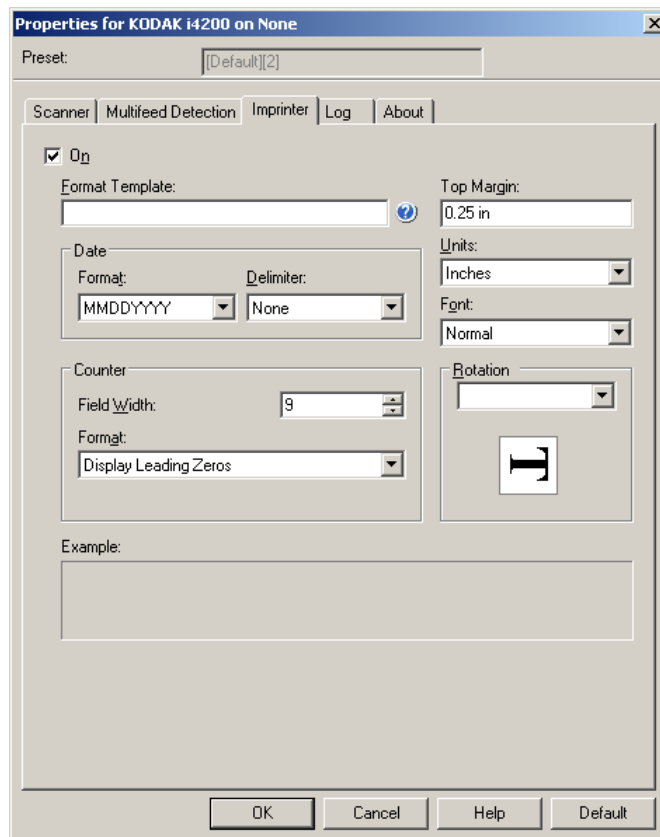 Properties for KODAK i4200 on None
Preset:
[Default][2]
Scanner Multifeed Detection Imprinter Log About
On
Format Template:
Top Margin:
0.25 in
Date
Format:
Delimiter:
MMDDYYYY
None
Units:
Inches
Font:
Normal
Counter
Field Width:
9
Format:
Display Leading Zeros
Rotation
Example:
OK Cancel Help Default